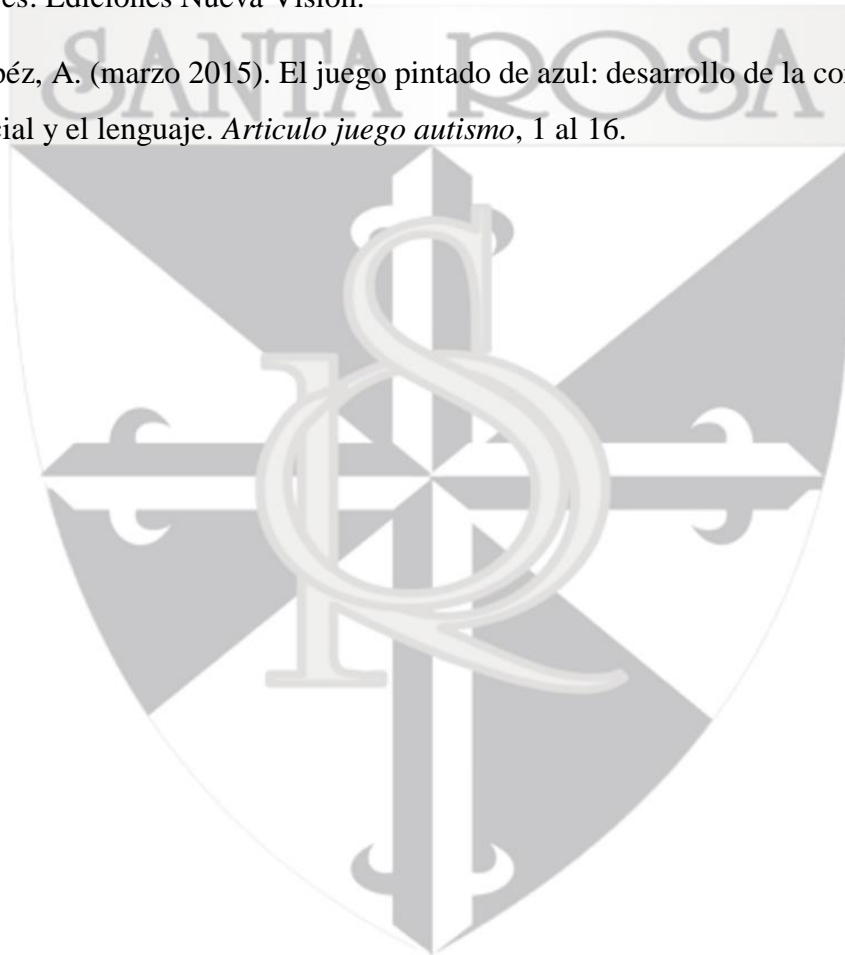 es. Ediciones Nueva Visión.
SANTA ROSA
péz, A. (marzo 2015). El juego pintado de azul: desarrollo de la co
cial y el lenguaje. Articulo juego autismo, 1 al 16.
SR